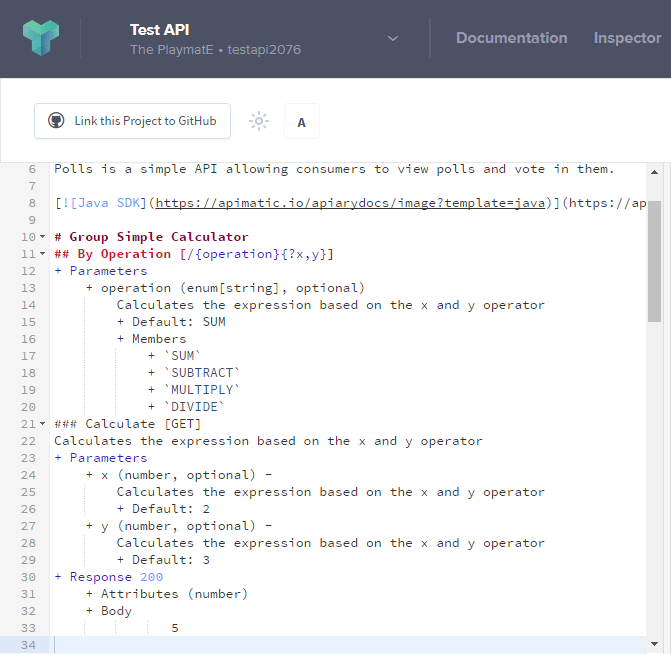 Test API
The PlaymatE • testapi2076
Documentation
Inspector
Link this Project to GitHub
A
6 Polls is a simple API allowing consumers to view polls and vote in them.
7
8 [![Java SDK](https://apimatic.io/apiarydocs/image?template=java)](https://ap
9
10 # Group Simple Calculator
11 ## By Operation [/{operation}{?x,y}]
12 + Parameters
13 + operation (enum[string], optional)
14 Calculates the expression based on the x and y operator
15 + Default: SUM
16 + Members
17 + `SUM`
18 + `SUBTRACT`
19 + `MULTIPLY`
20 + `DIVIDE`
21 ### Calculate [GET]
22 Calculates the expression based on the x and y operator
23 + Parameters
24 + x (number, optional) -
25 Calculates the expression based on the x and y operator
26 + Default: 2
27 + y (number, optional) -
28 Calculates the expression based on the x and y operator
29 + Default: 3
30 + Response 200
31 + Attributes (number)
32 + Body
33 5
34